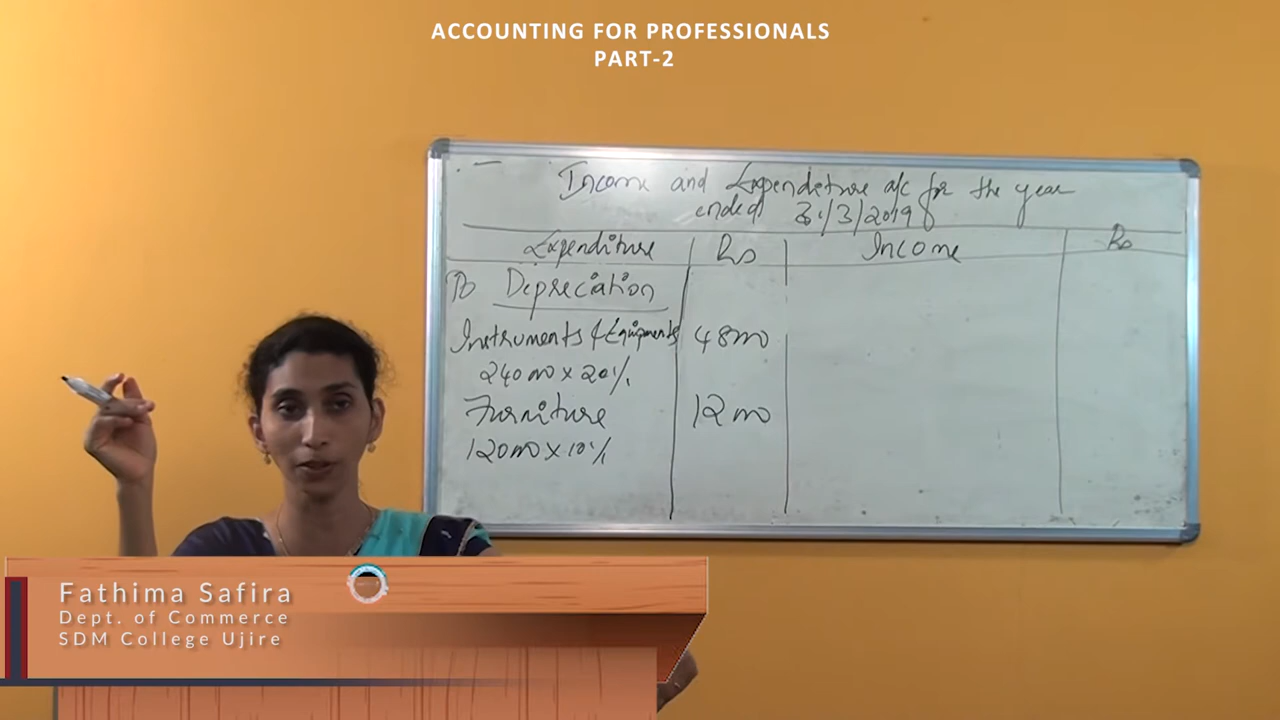 ACCOUNTING FOR PROFESSIONALS
PART-2
Income and Expenditure a/c for the year
ended 31/3/2019
Expenditure Rs Income Rs
To Depreciation
Instruments & Equipments 48000
240000 x 20%
Furniture 12000
120000 x 10%
Fathima Safira
Dept. of Commerce
SDM College Ujire